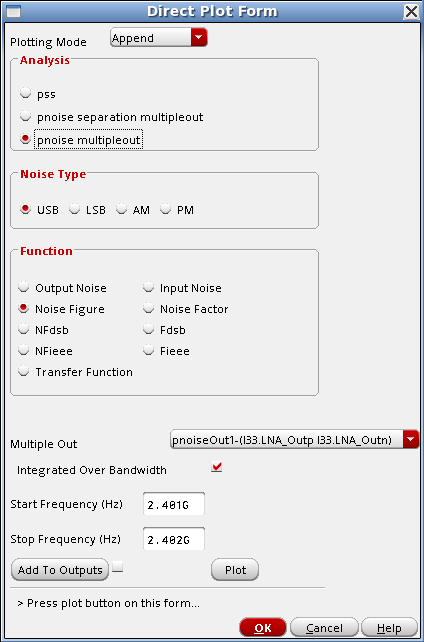 Direct Plot Form
Plotting Mode Append
Analysis
pss
pnoise separation multipleout
pnoise multipleout
Noise Type
USB LSB AM PM
Function
Output Noise Input Noise
Noise Figure Noise Factor
NFdsb Fdsb
NFieee Fieee
Transfer Function
Multiple Out pnoiseOut1-(I33.LNA_Outp I33.LNA_Outn)
Integrated Over Bandwidth
Start Frequency (Hz) 2.401G
Stop Frequency (Hz) 2.402G
Add To Outputs Plot
> Press plot button on this form...
OK Cancel Help